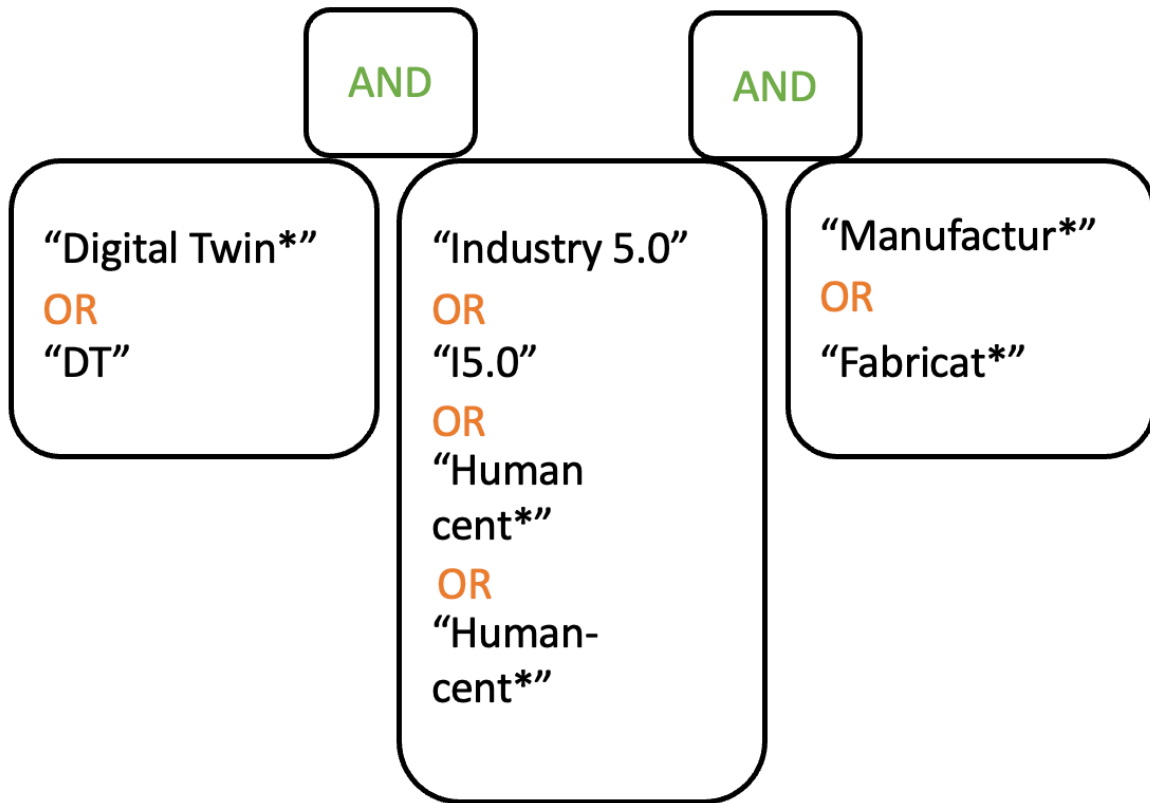 AND
AND
“Digital Twin*”
OR
“DT”
“Industry 5.0”
OR
“I5.0”
OR
“Human
cent*”
OR
“Human-
cent*”
“Manufactur*”
OR
“Fabricat*”